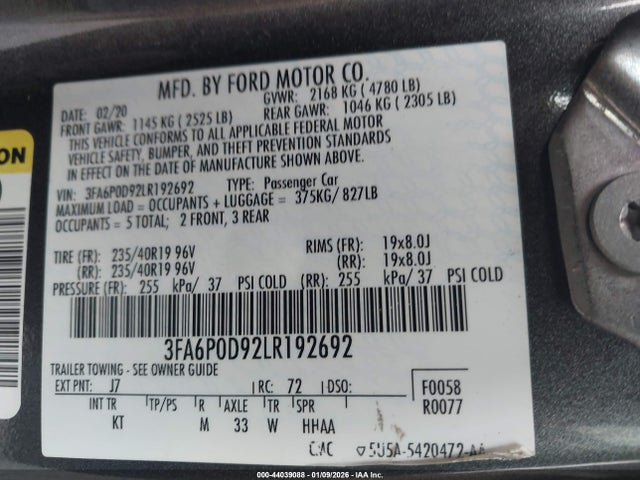 MFD. BY FORD MOTOR CO.
DATE: 02/20 GVWR: 2168 KG ( 4780 LB)
FRONT GAWR: 1145 KG ( 2525 LB) REAR GAWR: 1046 KG ( 2305 LB)
THIS VEHICLE CONFORMS TO ALL APPLICABLE FEDERAL MOTOR
VEHICLE SAFETY, BUMPER, AND THEFT PREVENTION STANDARDS
IN EFFECT ON THE DATE OF MANUFACTURE SHOWN ABOVE.
VIN: 3FA6P0D92LR192692 TYPE: Passenger Car
MAXIMUM LOAD = OCCUPANTS + LUGGAGE = 375KG/ 827LB
OCCUPANTS = 5 TOTAL; 2 FRONT, 3 REAR
TIRE (FR): 235/40R19 96V RIMS (FR): 19x8.0J
(RR): 235/40R19 96V (RR): 19x8.0J
PRESSURE (FR): 255 kPa/ 37 PSI COLD (RR): 255 kPa/ 37 PSI COLD
3FA6P0D92LR192692
TRAILER TOWING - SEE OWNER GUIDE
EXT PNT: J7 RC: 72 DSO: F0058
INT TR TP/PS R AXLE TR SPR R0077
KT M 33 W HHAA
5U5A-5420472-AA
ON
000-44039088 - 01/09/2026 - IAA Inc.